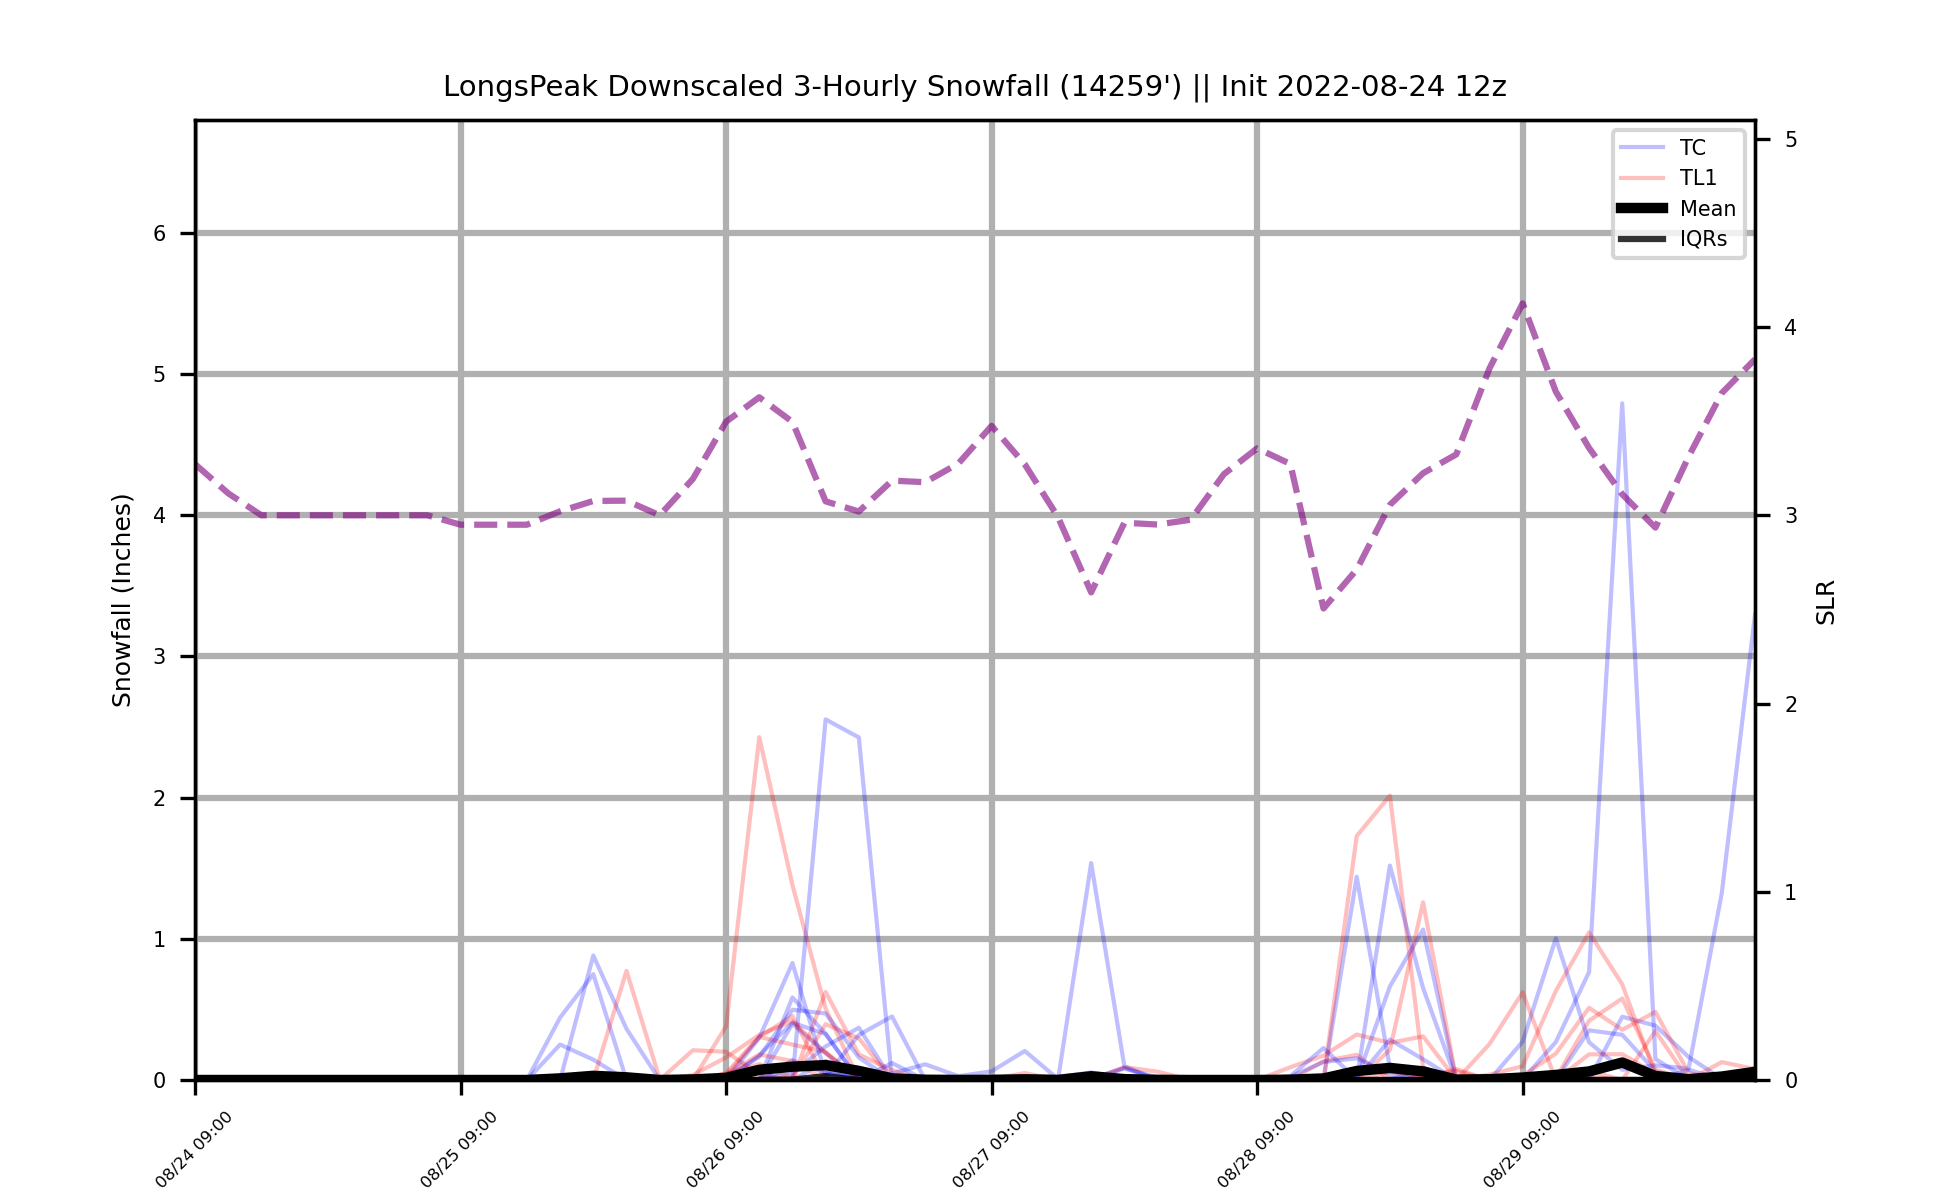 LongsPeak Downscaled 3-Hourly Snowfall (14259') || Init 2022-08-24 12z
TC
TL1
Mean
IQRs
Snowfall (Inches)
6
5
4
3
2
1
0
SLR
5
4
3
2
1
0
08/24 09:00
08/25 09:00
08/26 09:00
08/27 09:00
08/28 09:00
08/29 09:00